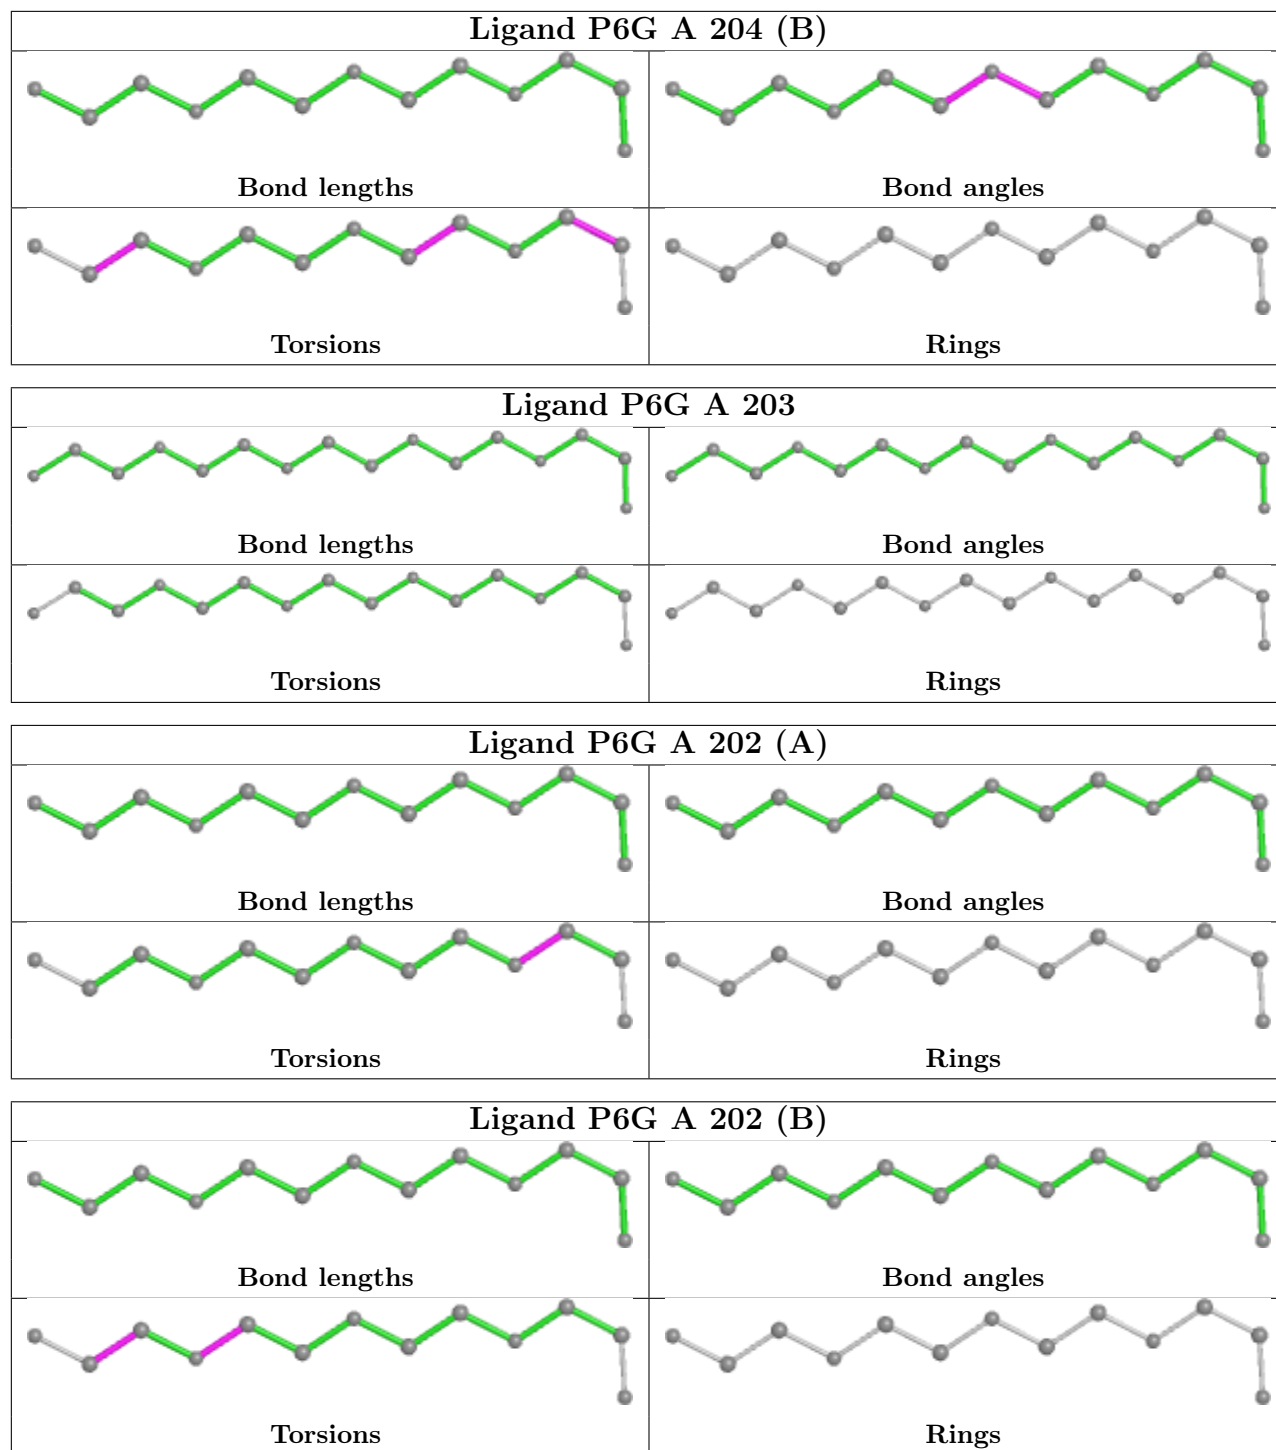 Ligand P6G A 204 (B)
Bond lengths
Bond angles
Torsions
Rings
Ligand P6G A 203
Bond lengths
Bond angles
Torsions
Rings
Ligand P6G A 202 (A)
Bond lengths
Bond angles
Torsions
Rings
Ligand P6G A 202 (B)
Bond lengths
Bond angles
Torsions
Rings